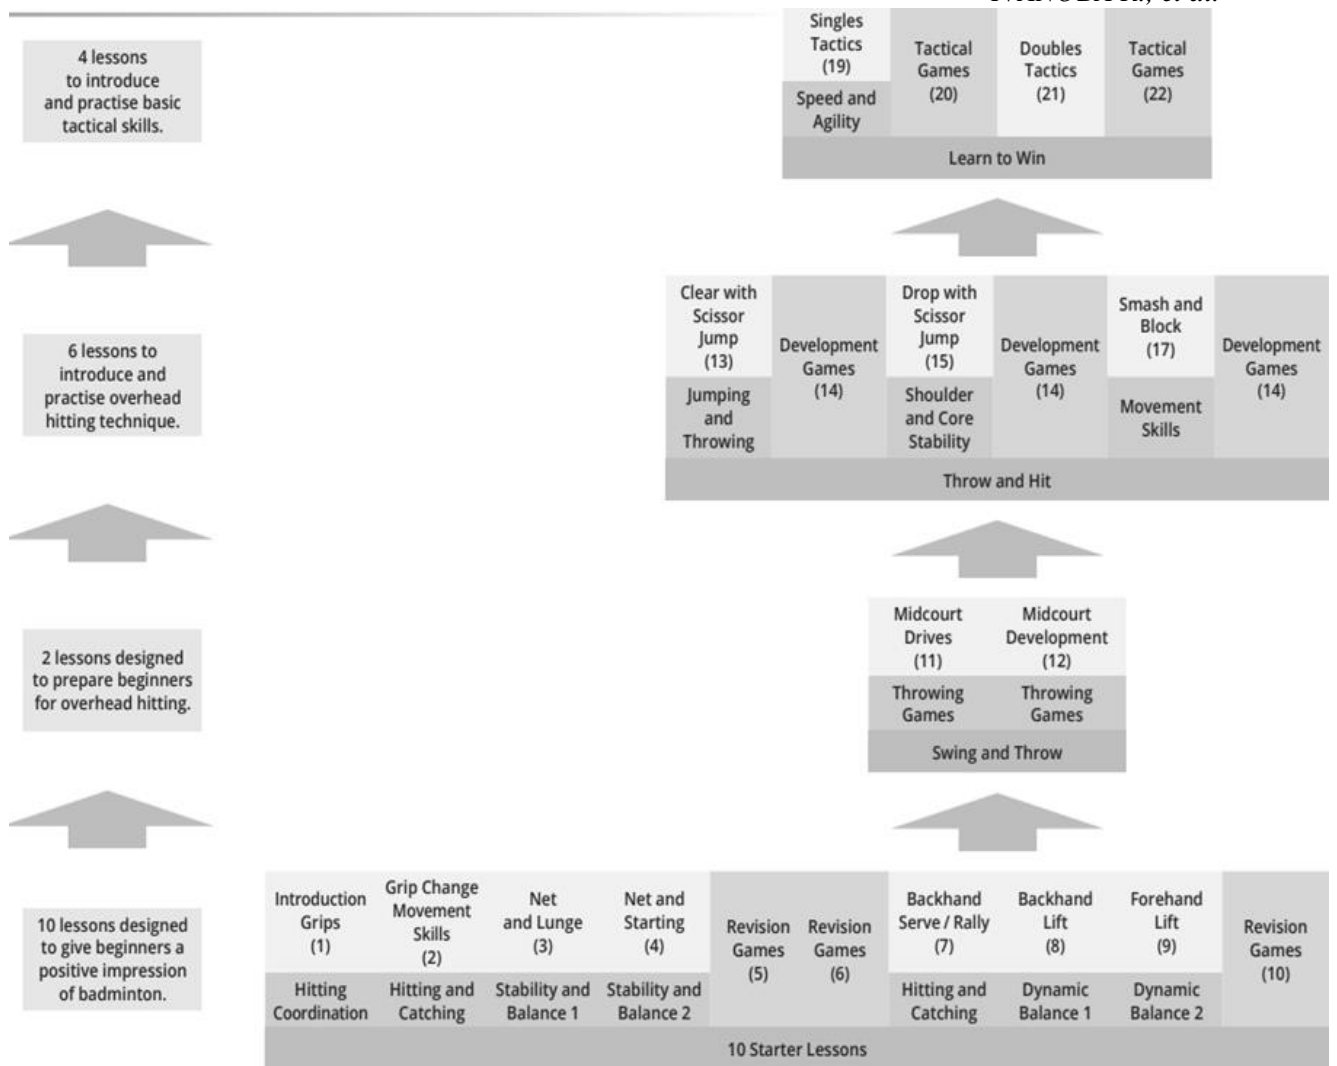 4 lessons
to introduce
and practise basic
tactical skills.
Singles
Tactics
(19)
Speed and
Agility
Tactical
Games
(20)
Doubles
Tactics
(21)
Tactical
Games
(22)
Learn to Win
6 lessons to
introduce and
practise overhead
hitting technique.
Clear with
Scissor
Jump
(13)
Jumping
and
Throwing
Development
Games
(14)
Drop with
Scissor
Jump
(15)
Shoulder
and Core
Stability
Development
Games
(14)
Smash and
Block
(17)
Movement
Skills
Development
Games
(14)
Throw and Hit
2 lessons designed
to prepare beginners
for overhead hitting.
Midcourt
Drives
(11)
Throwing
Games
Midcourt
Development
(12)
Throwing
Games
Swing and Throw
10 lessons designed
to give beginners a
positive impression
of badminton.
Introduction
Grips
(1)
Hitting
Coordination
Grip Change
Movement
Skills
(2)
Hitting and
Catching
Net
and Lunge
(3)
Stability and
Balance 1
Net and
Starting
(4)
Stability and
Balance 2
Revision
Games
(5)
Revision
Games
(6)
Backhand
Serve / Rally
(7)
Hitting and
Catching
Backhand
Lift
(8)
Dynamic
Balance 1
Forehand
Lift
(9)
Dynamic
Balance 2
Revision
Games
(10)
10 Starter Lessons